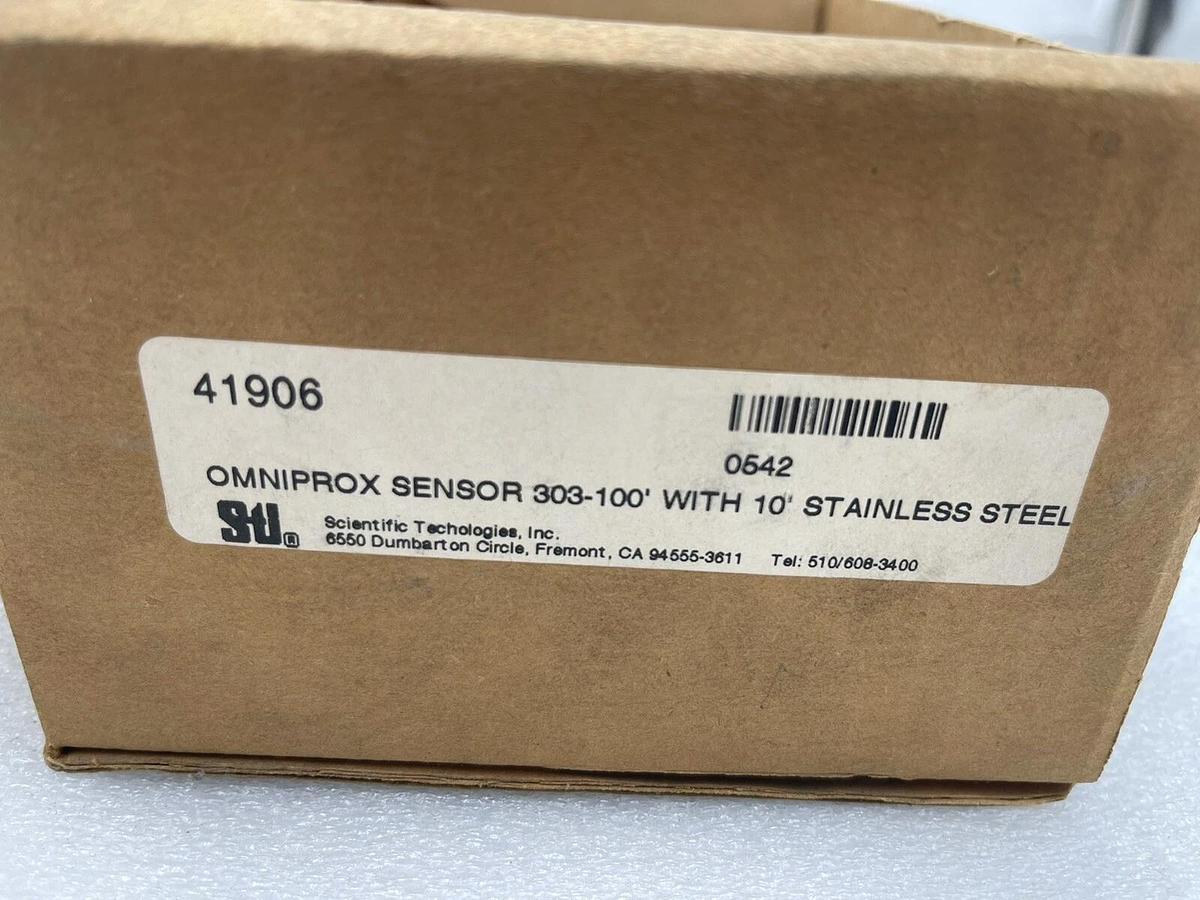 41906
0542
OMNIPROX SENSOR 303-100' WITH 10' STAINLESS STEEL
Sti®
Scientific Techologies, Inc.
6550 Dumbarton Circle, Fremont, CA 94555-3611 Tel: 510/608-3400